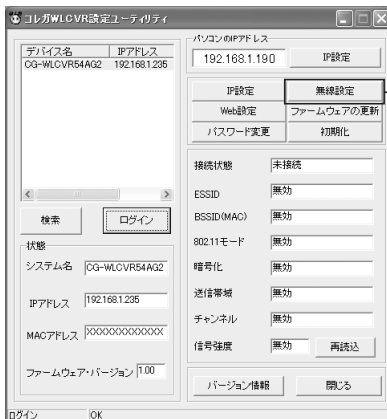 コレガWLCVR設定ユーティリティ
デバイス名 IPアドレス
CG-WLCVR54AG2 192.168.1.235
検索 ログイン
状態
システム名 CG-WLCVR54AG2
IPアドレス 192.168.1.235
MACアドレス XXXXXXXXXXXX
ファームウェア・バージョン 1.00
パソコンのIPアドレス
192.168.1.190 IP設定
IP設定 無線設定
Web設定 ファームウェアの更新
パスワード変更 初期化
接続状態 未接続
ESSID 無効
BSSID(MAC) 無効
802.11モード 無効
暗号化 無効
送信帯域 無効
チャンネル 無効
信号強度 無効 再読込
バージョン情報 閉じる
ログイン OK